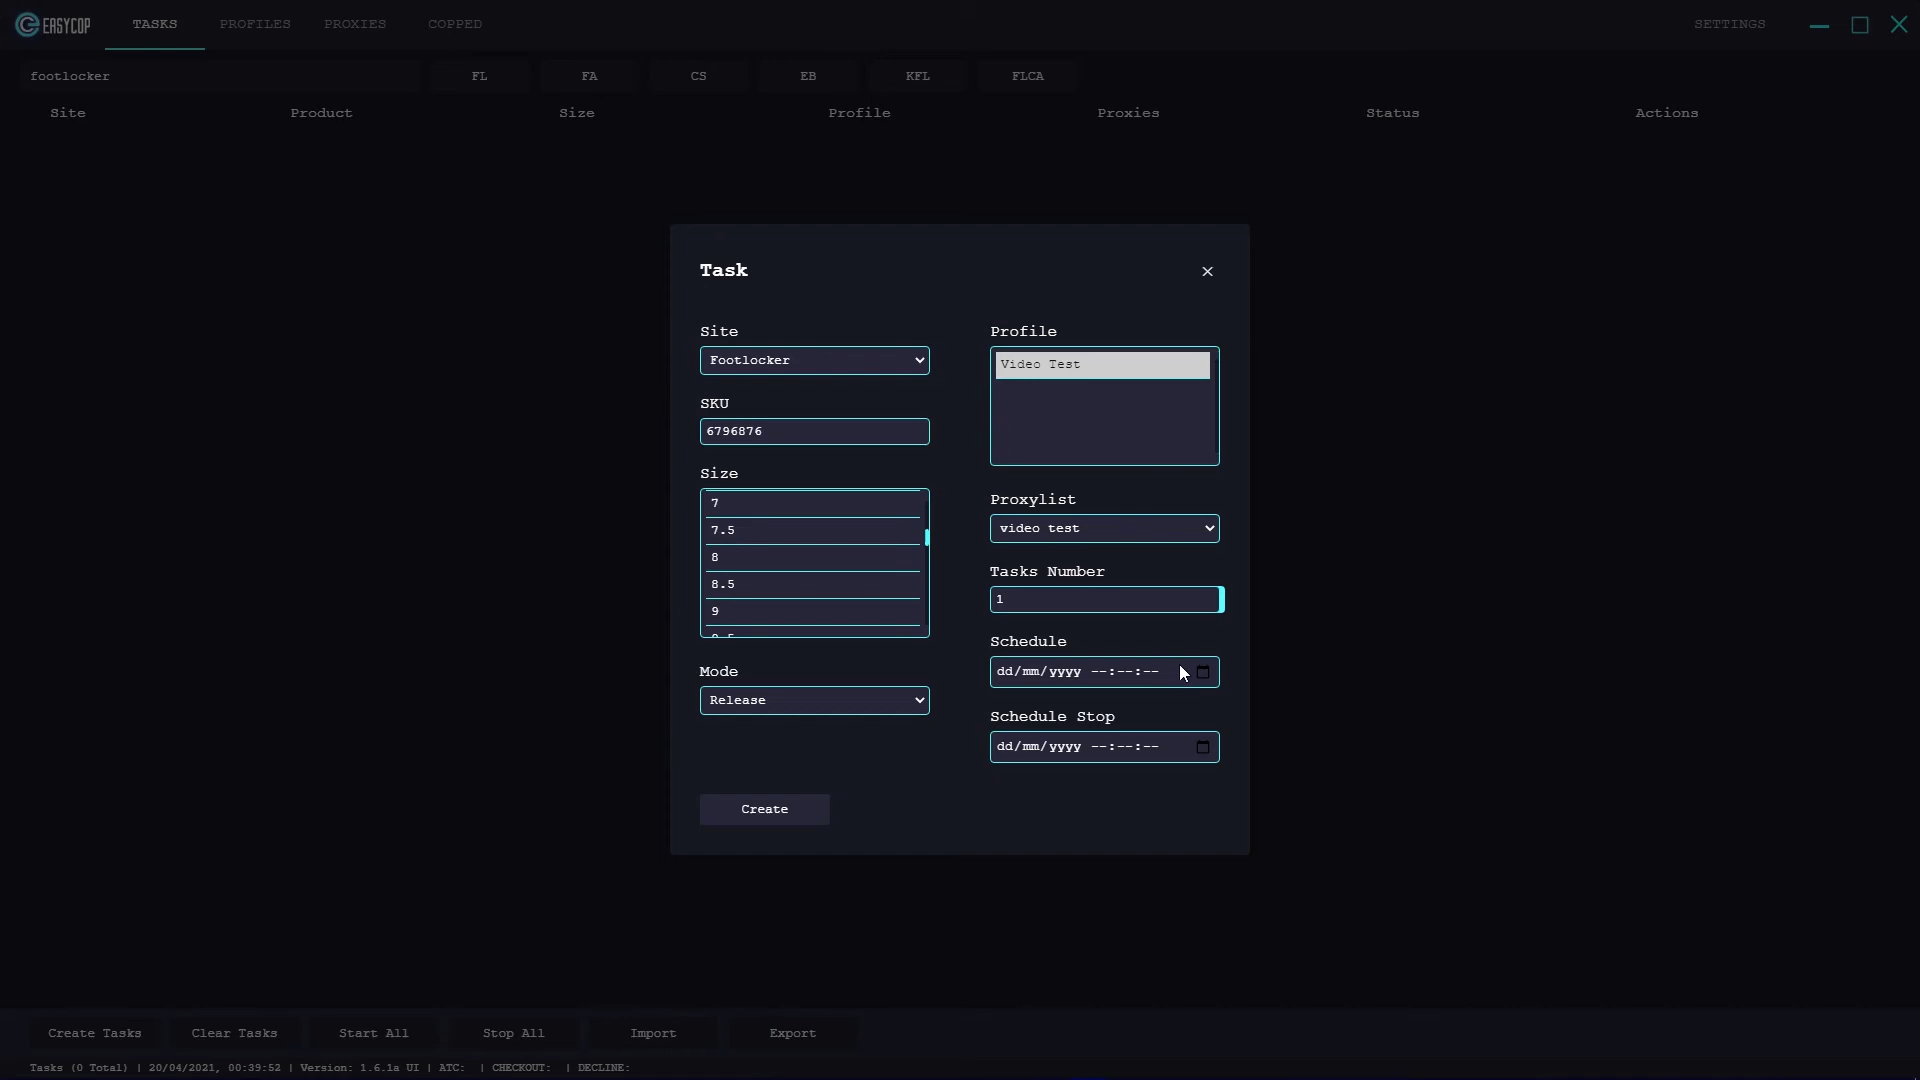 EASYCOP TASKS PROFILES PROXIES COPPED SETTINGS
footlocker FL FA CS EB KFL FLCA
Site Product Size Profile Proxies Status Actions
Task ×
Site
Footlocker
SKU
6796876
Size
7
7.5
8
8.5
9
9.5
Mode
Release
Profile
Video Test
Proxylist
video test
Tasks Number
1
Schedule
dd/mm/yyyy --:--:--
Schedule Stop
dd/mm/yyyy --:--:--
Create
Create Tasks Clear Tasks Start All Stop All Import Export
Tasks (0 Total) | 20/04/2021, 00:39:52 | Version: 1.6.1a UI | ATC: | CHECKOUT: | DECLINE: